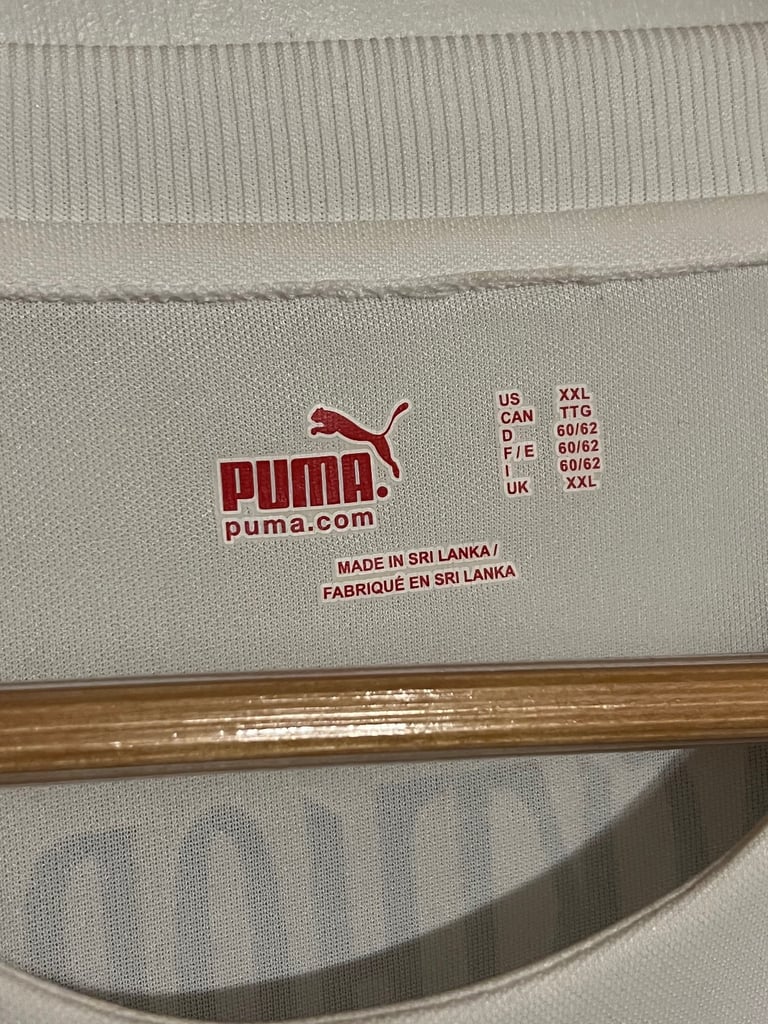 PUMA.
puma.com
US XXL
CAN TTG
D 60/62
F/E 60/62
I 60/62
UK XXL
MADE IN SRI LANKA /
FABRIQUÉ EN SRI LANKA